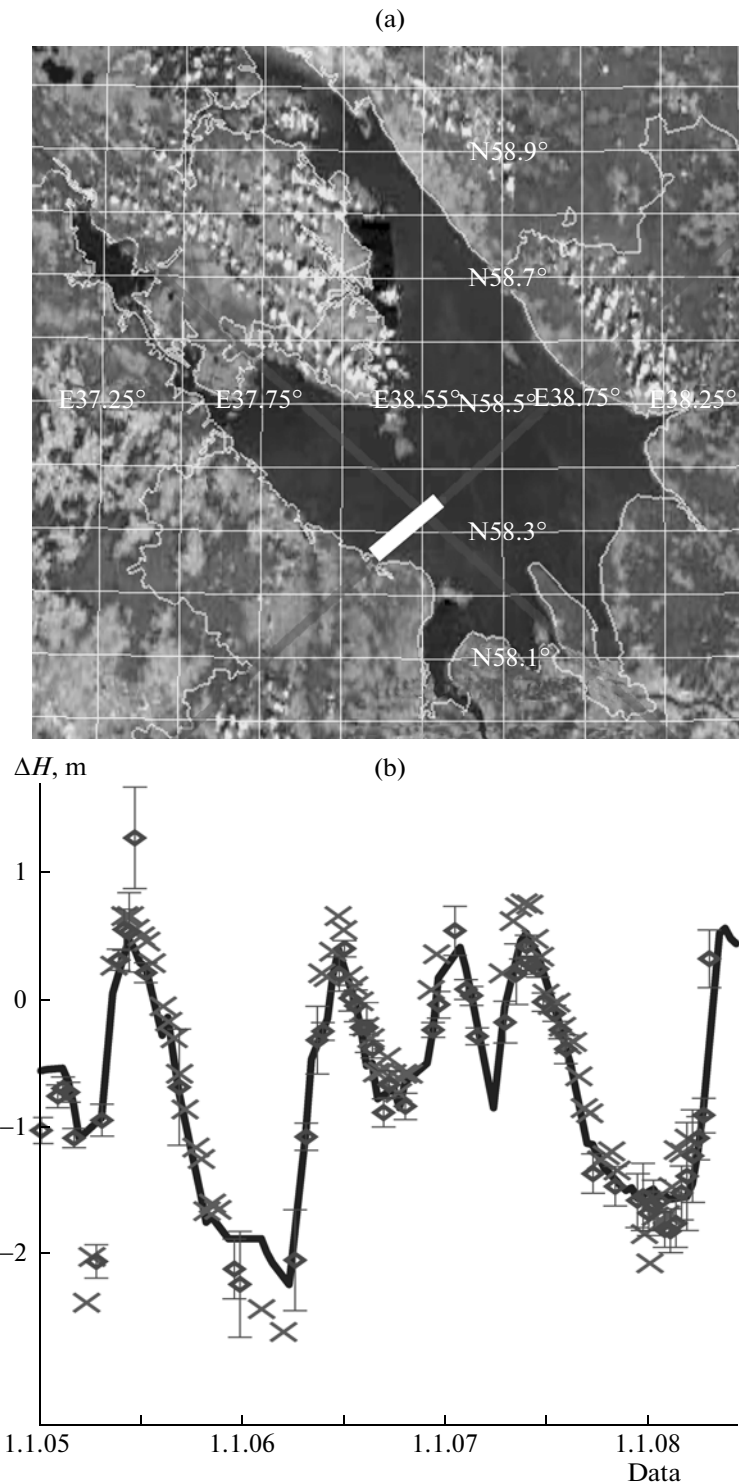 (a)
N58.9°
N58.7°
E37.25° E37.75° E38.55° N58.5° E38.75° E38.25°
N58.3°
N58.1°
ΔH, m (b)
1
0
−1
−2
1.1.05 1.1.06 1.1.07 1.1.08
Data